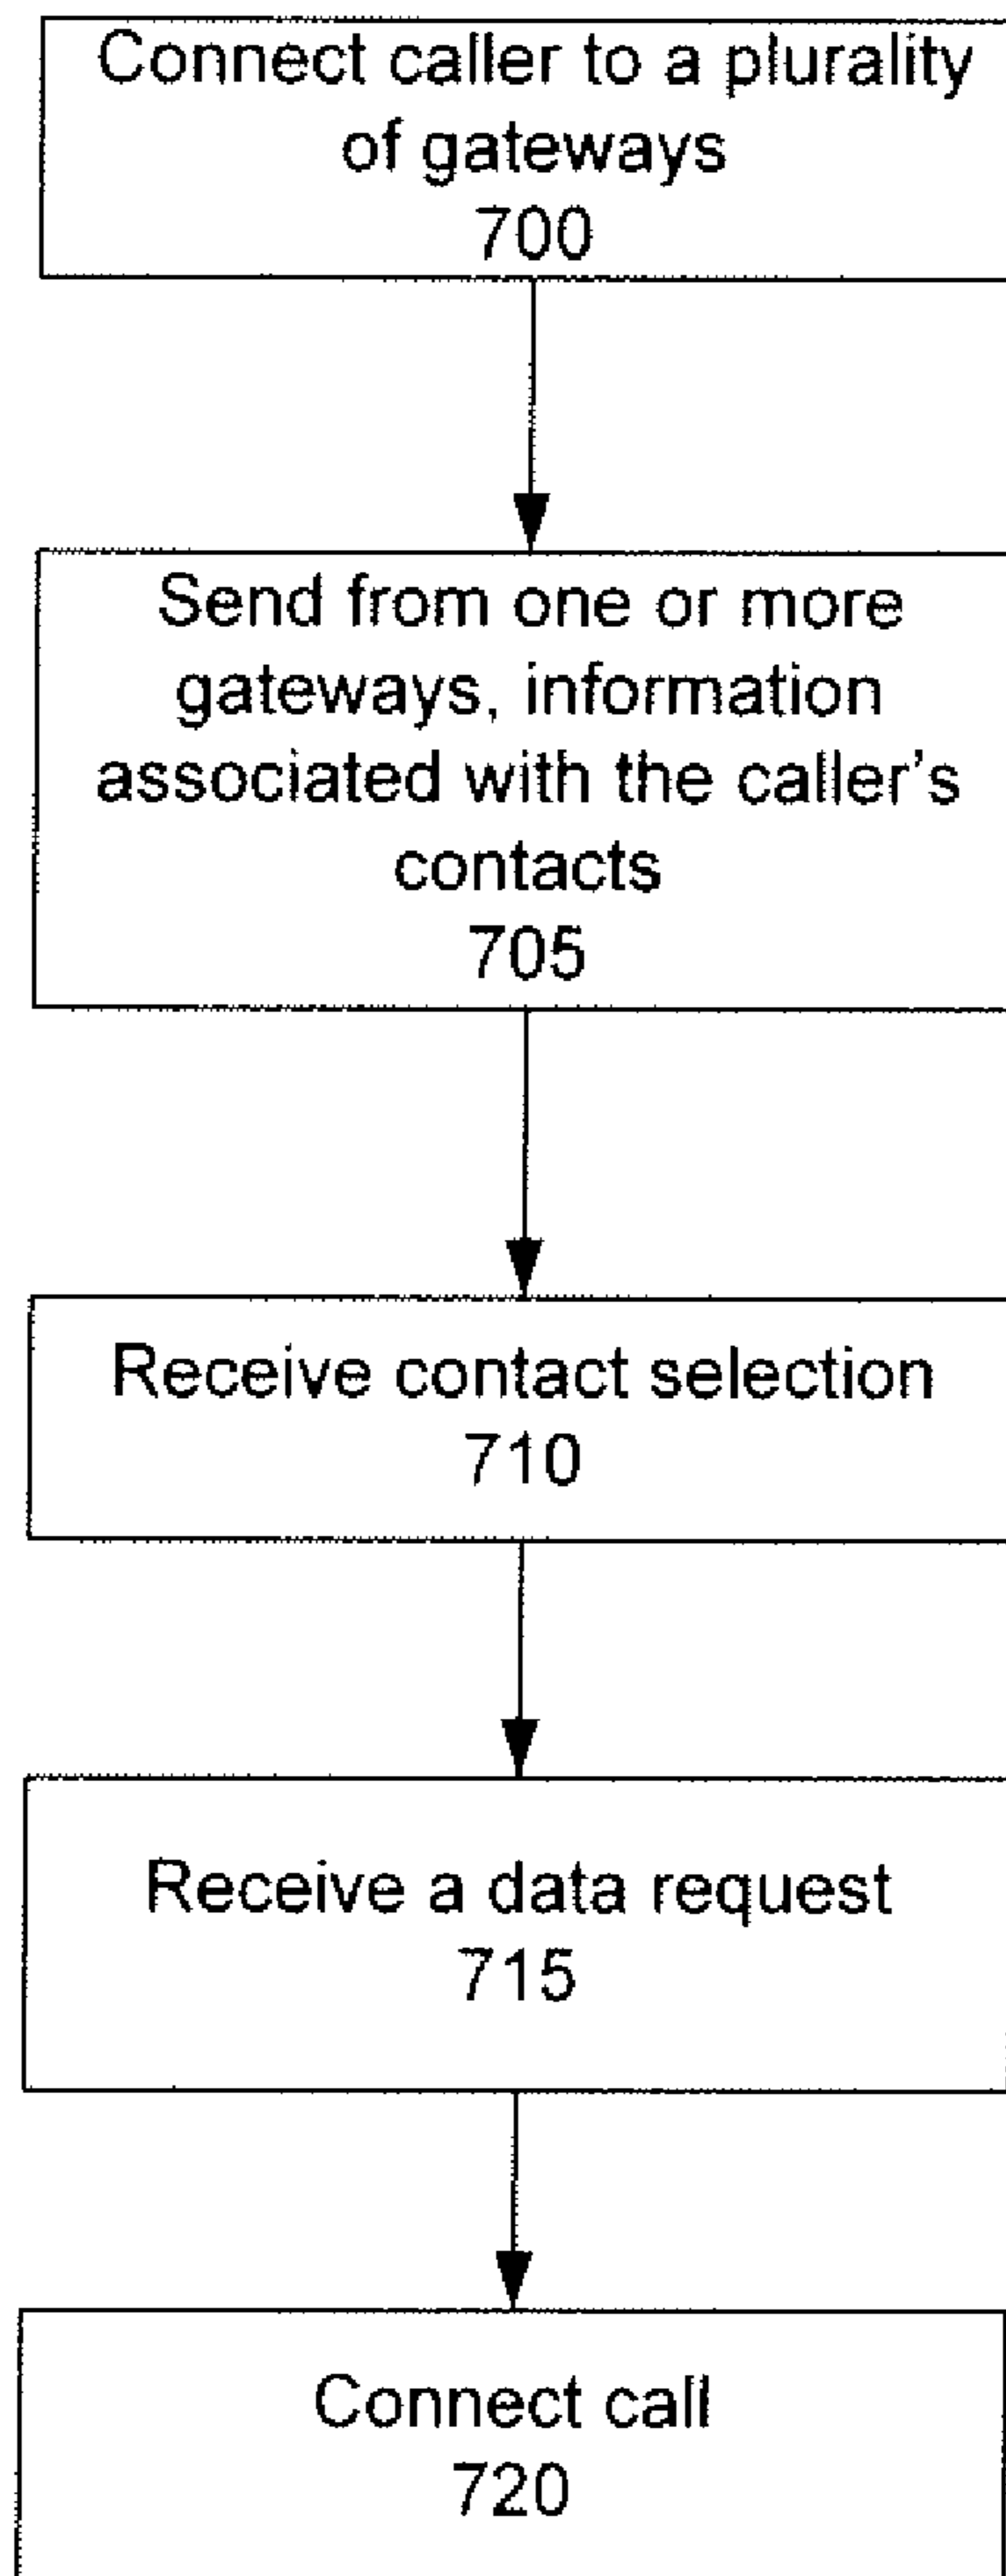 Connect caller to a plurality
of gateways
700
Send from one or more
gateways, information
associated with the caller's
contacts
705
Receive contact selection
710
Receive a data request
715
Connect call
720